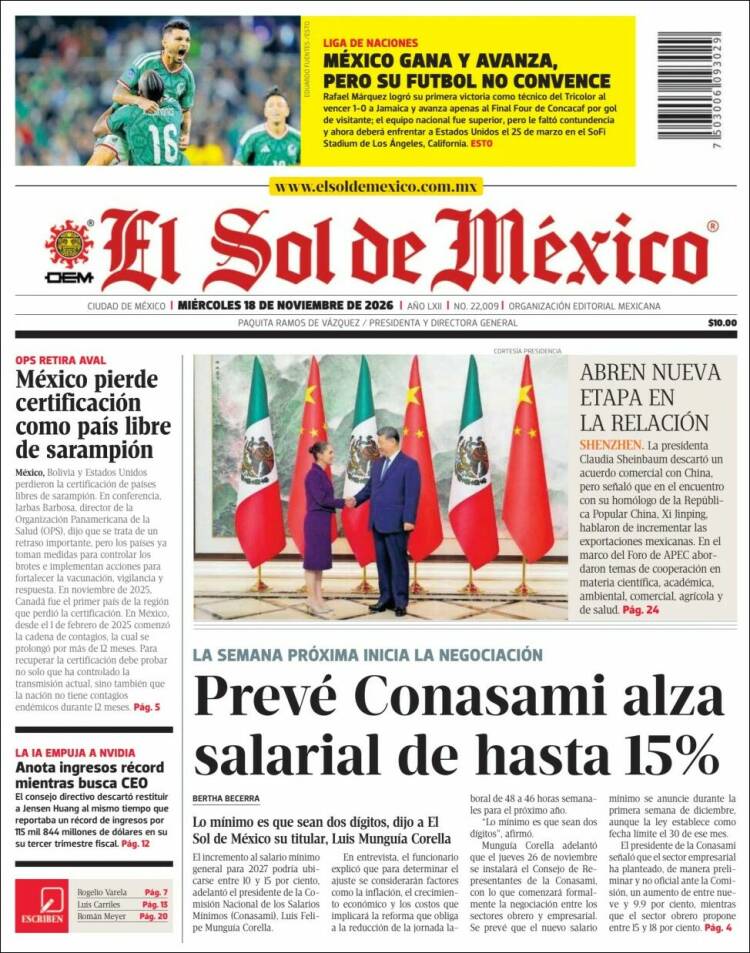 LIGA DE NACIONES
MÉXICO GANA Y AVANZA,
PERO SU FUTBOL NO CONVENCE
Rafael Márquez logró su primera victoria como técnico del Tricolor al
vencer 1-0 a Jamaica y avanza apenas al Final Four de Concacaf por gol
de visitante; el equipo nacional fue superior, pero le faltó contundencia
y ahora deberá enfrentar a Estados Unidos el 25 de marzo en el SoFi
Stadium de Los Ángeles, California. ESTO
EDUARDO FUENTES /ESTO
16
7 503006 093029
www.elsoldemexico.com.mx
OEM
®
El Sol de México®
CIUDAD DE MÉXICO | MIÉRCOLES 18 DE NOVIEMBRE DE 2026 | AÑO LXII | NO. 22,009 | ORGANIZACIÓN EDITORIAL MEXICANA
PAQUITA RAMOS DE VÁZQUEZ / PRESIDENTA Y DIRECTORA GENERAL
$10.00
OPS RETIRA AVAL
México pierde
certificación
como país libre
de sarampión
México, Bolivia y Estados Unidos
perdieron la certificación de países
libres de sarampión. En conferencia,
Jarbas Barbosa, director de la
Organización Panamericana de la
Salud (OPS), dijo que se trata de un
retraso importante, pero los países ya
toman medidas para controlar los
brotes e implementan acciones para
fortalecer la vacunación, vigilancia y
respuesta. En noviembre de 2025,
Canadá fue el primer país de la región
que perdió la certificación. En México,
desde el 1 de febrero de 2025 comenzó
la cadena de contagios, la cual se
prolongó por más de 12 meses. Para
recuperar la certificación debe probar
no solo que ha controlado la
transmisión actual, sino también que
la nación no tiene contagios
endémicos durante 12 meses. Pág. 5
LA IA EMPUJA A NVIDIA
Anota ingresos récord
mientras busca CEO
El consejo directivo descartó restituir
a Jensen Huang al mismo tiempo que
reportaba un récord de ingresos por
115 mil 844 millones de dólares en su
su tercer trimestre fiscal. Pág. 12
ESCRIBEN
Rogelio Varela Pág. 7
Luis Carriles Pág. 13
Román Meyer Pág. 20
CORTESÍA PRESIDENCIA
ABREN NUEVA
ETAPA EN
LA RELACIÓN
SHENZHEN. La presidenta
Claudia Sheinbaum descartó un
acuerdo comercial con China,
pero señaló que en el encuentro
con su homólogo de la Repúbli-
ca Popular China, Xi Jinping,
hablaron de incrementar las
exportaciones mexicanas. En el
marco del Foro de APEC abor-
daron temas de cooperación en
materia científica, académica,
ambiental, comercial, agrícola y
de salud. Pág. 24
LA SEMANA PRÓXIMA INICIA LA NEGOCIACIÓN
Prevé Conasami alza
salarial de hasta 15%
BERTHA BECERRA
Lo mínimo es que sean dos dígitos, dijo a El
Sol de México su titular, Luis Munguía Corella
El incremento al salario mínimo
general para 2027 podría ubi-
carse entre 10 y 15 por ciento,
adelantó el presidente de la Co-
misión Nacional de los Salarios
Mínimos (Conasami), Luis Feli-
pe Munguía Corella.
En entrevista, el funcionario
explicó que para determinar el
ajuste se considerarán factores
como la inflación, el crecimien-
to económico y los costos que
implicará la reforma que obliga
a la reducción de la jornada la-
boral de 48 a 46 horas semana-
les para el próximo año.
“Lo mínimo es que sean dos
dígitos”, afirmó.
Munguía Corella adelantó
que el jueves 26 de noviembre
se instalará el Consejo de Re-
presentantes de la Conasami,
con lo que comenzará formal-
mente la negociación entre los
sectores obrero y empresarial.
Se prevé que el nuevo salario
mínimo se anuncie durante la
primera semana de diciembre,
aunque la ley establece como
fecha límite el 30 de ese mes.
El presidente de la Conasami
señaló que el sector empresarial
ha planteado, de manera preli-
minar y no oficial ante la Comi-
sión, un aumento de entre nue-
ve y 9.9 por ciento, mientras
que el sector obrero propone
entre 15 y 18 por ciento. Pág. 4